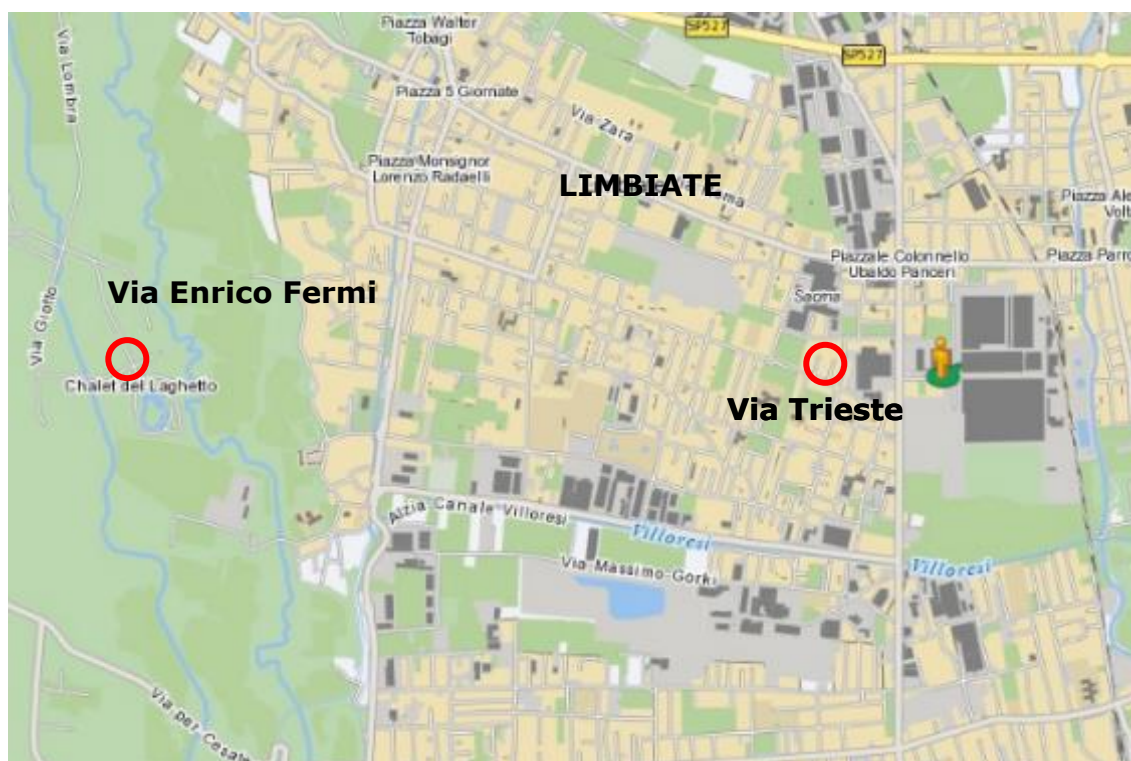 Piazza Walter
Tobagi
SP527
SP527
Via Lombra
Piazza 5 Giornate
Via Zara
Piazza Monsignor
Lorenzo Radaelli
LIMBIATE
Piazza Ale
Volt
Piazzale Colonnello
Ubaldo Panceri
Piazza Parro
Via Enrico Fermi
Saoma
Via Giotto
Chalet del Laghetto
Via Trieste
Alzia Canale Villoresi
Villoresi
Via Massimo Gorki
Villoresi
Via per Cesate